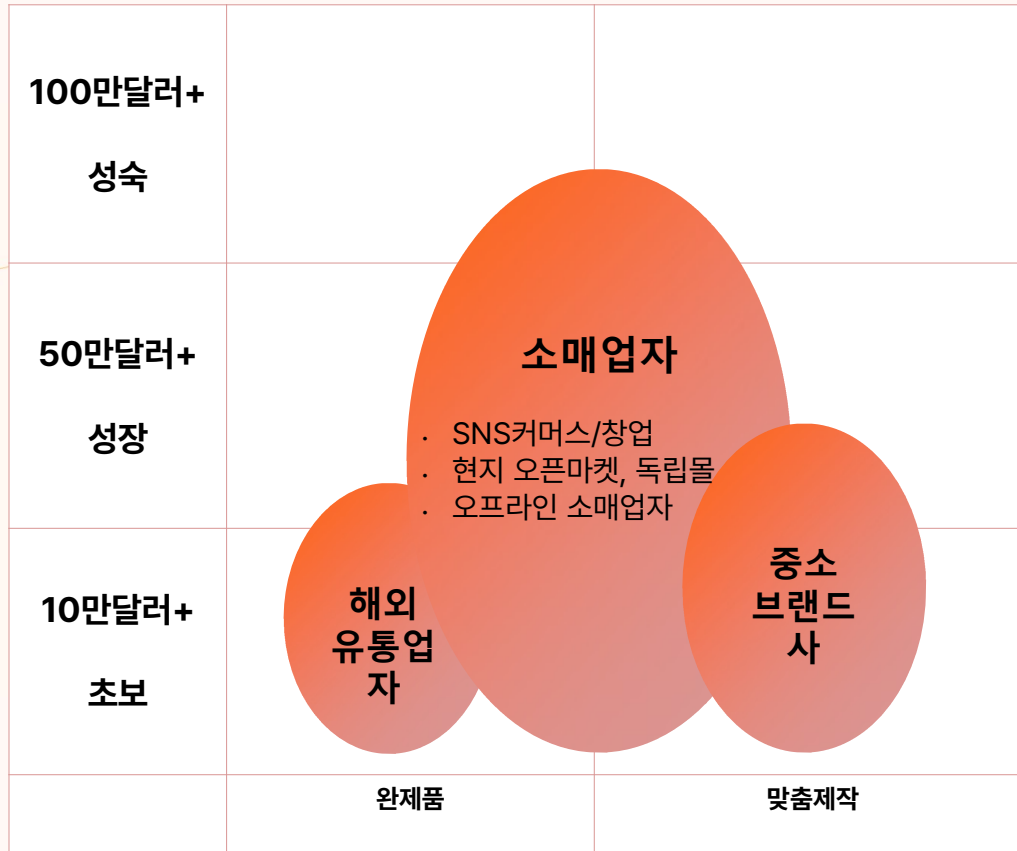 100만달러+
성숙
50만달러+
성장
10만달러+
초보
소매업자
· SNS커머스/창업
· 현지 오픈마켓, 독립몰
· 오프라인 소매업자
해외
유통업
자
중소
브랜드
사
완제품
맞춤제작